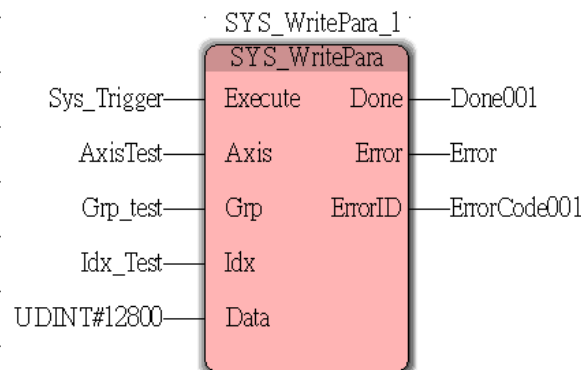 SYS_WritePara_1
SYS_WritePara
Sys_Trigger Execute Done Done001
AxisTest Axis Error Error
Grp_test Grp ErrorID ErrorCode001
Idx_Test Idx
UDINT#12800 Data